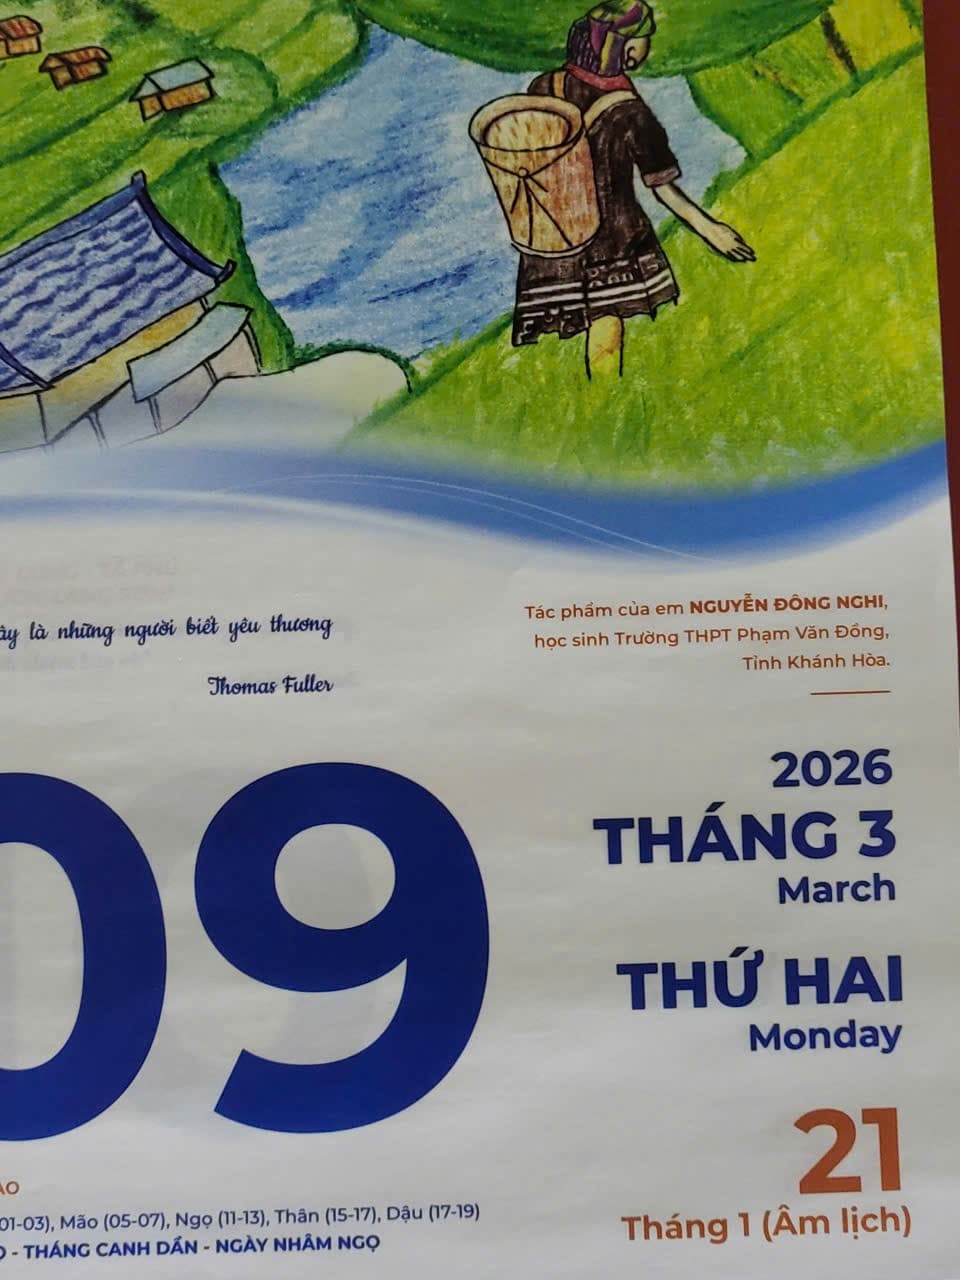 là những người biết yêu thương
Thomas Fuller
Tác phẩm của em NGUYỄN ĐÔNG NGHI,
học sinh Trường THPT Phạm Văn Đồng,
Tỉnh Khánh Hòa.
2026
THÁNG 3
March
09
THỨ HAI
Monday
21
Tháng 1 (Âm lịch)
01-03), Mão (05-07), Ngọ (11-13), Thân (15-17), Dậu (17-19)
- THÁNG CANH DẦN - NGÀY NHÂM NGỌ